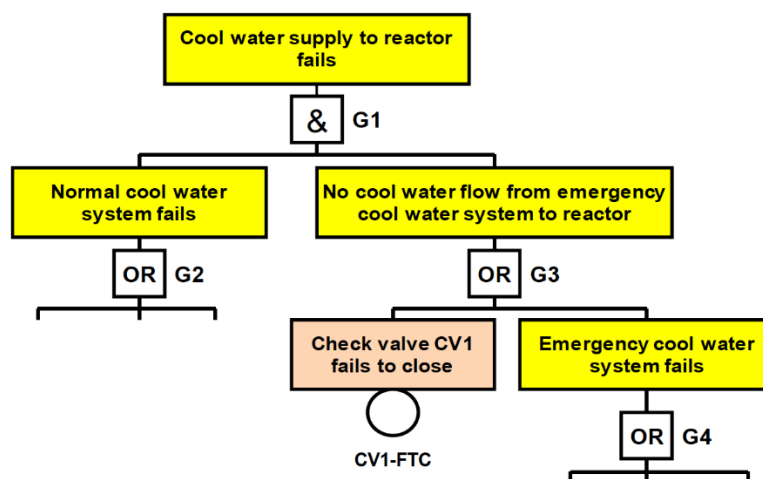 Cool water supply to reactor
fails
& G1
Normal cool water
system fails
No cool water flow from emergency
cool water system to reactor
OR G2
OR G3
Check valve CV1
fails to close
Emergency cool water
system fails
CV1-FTC
OR G4